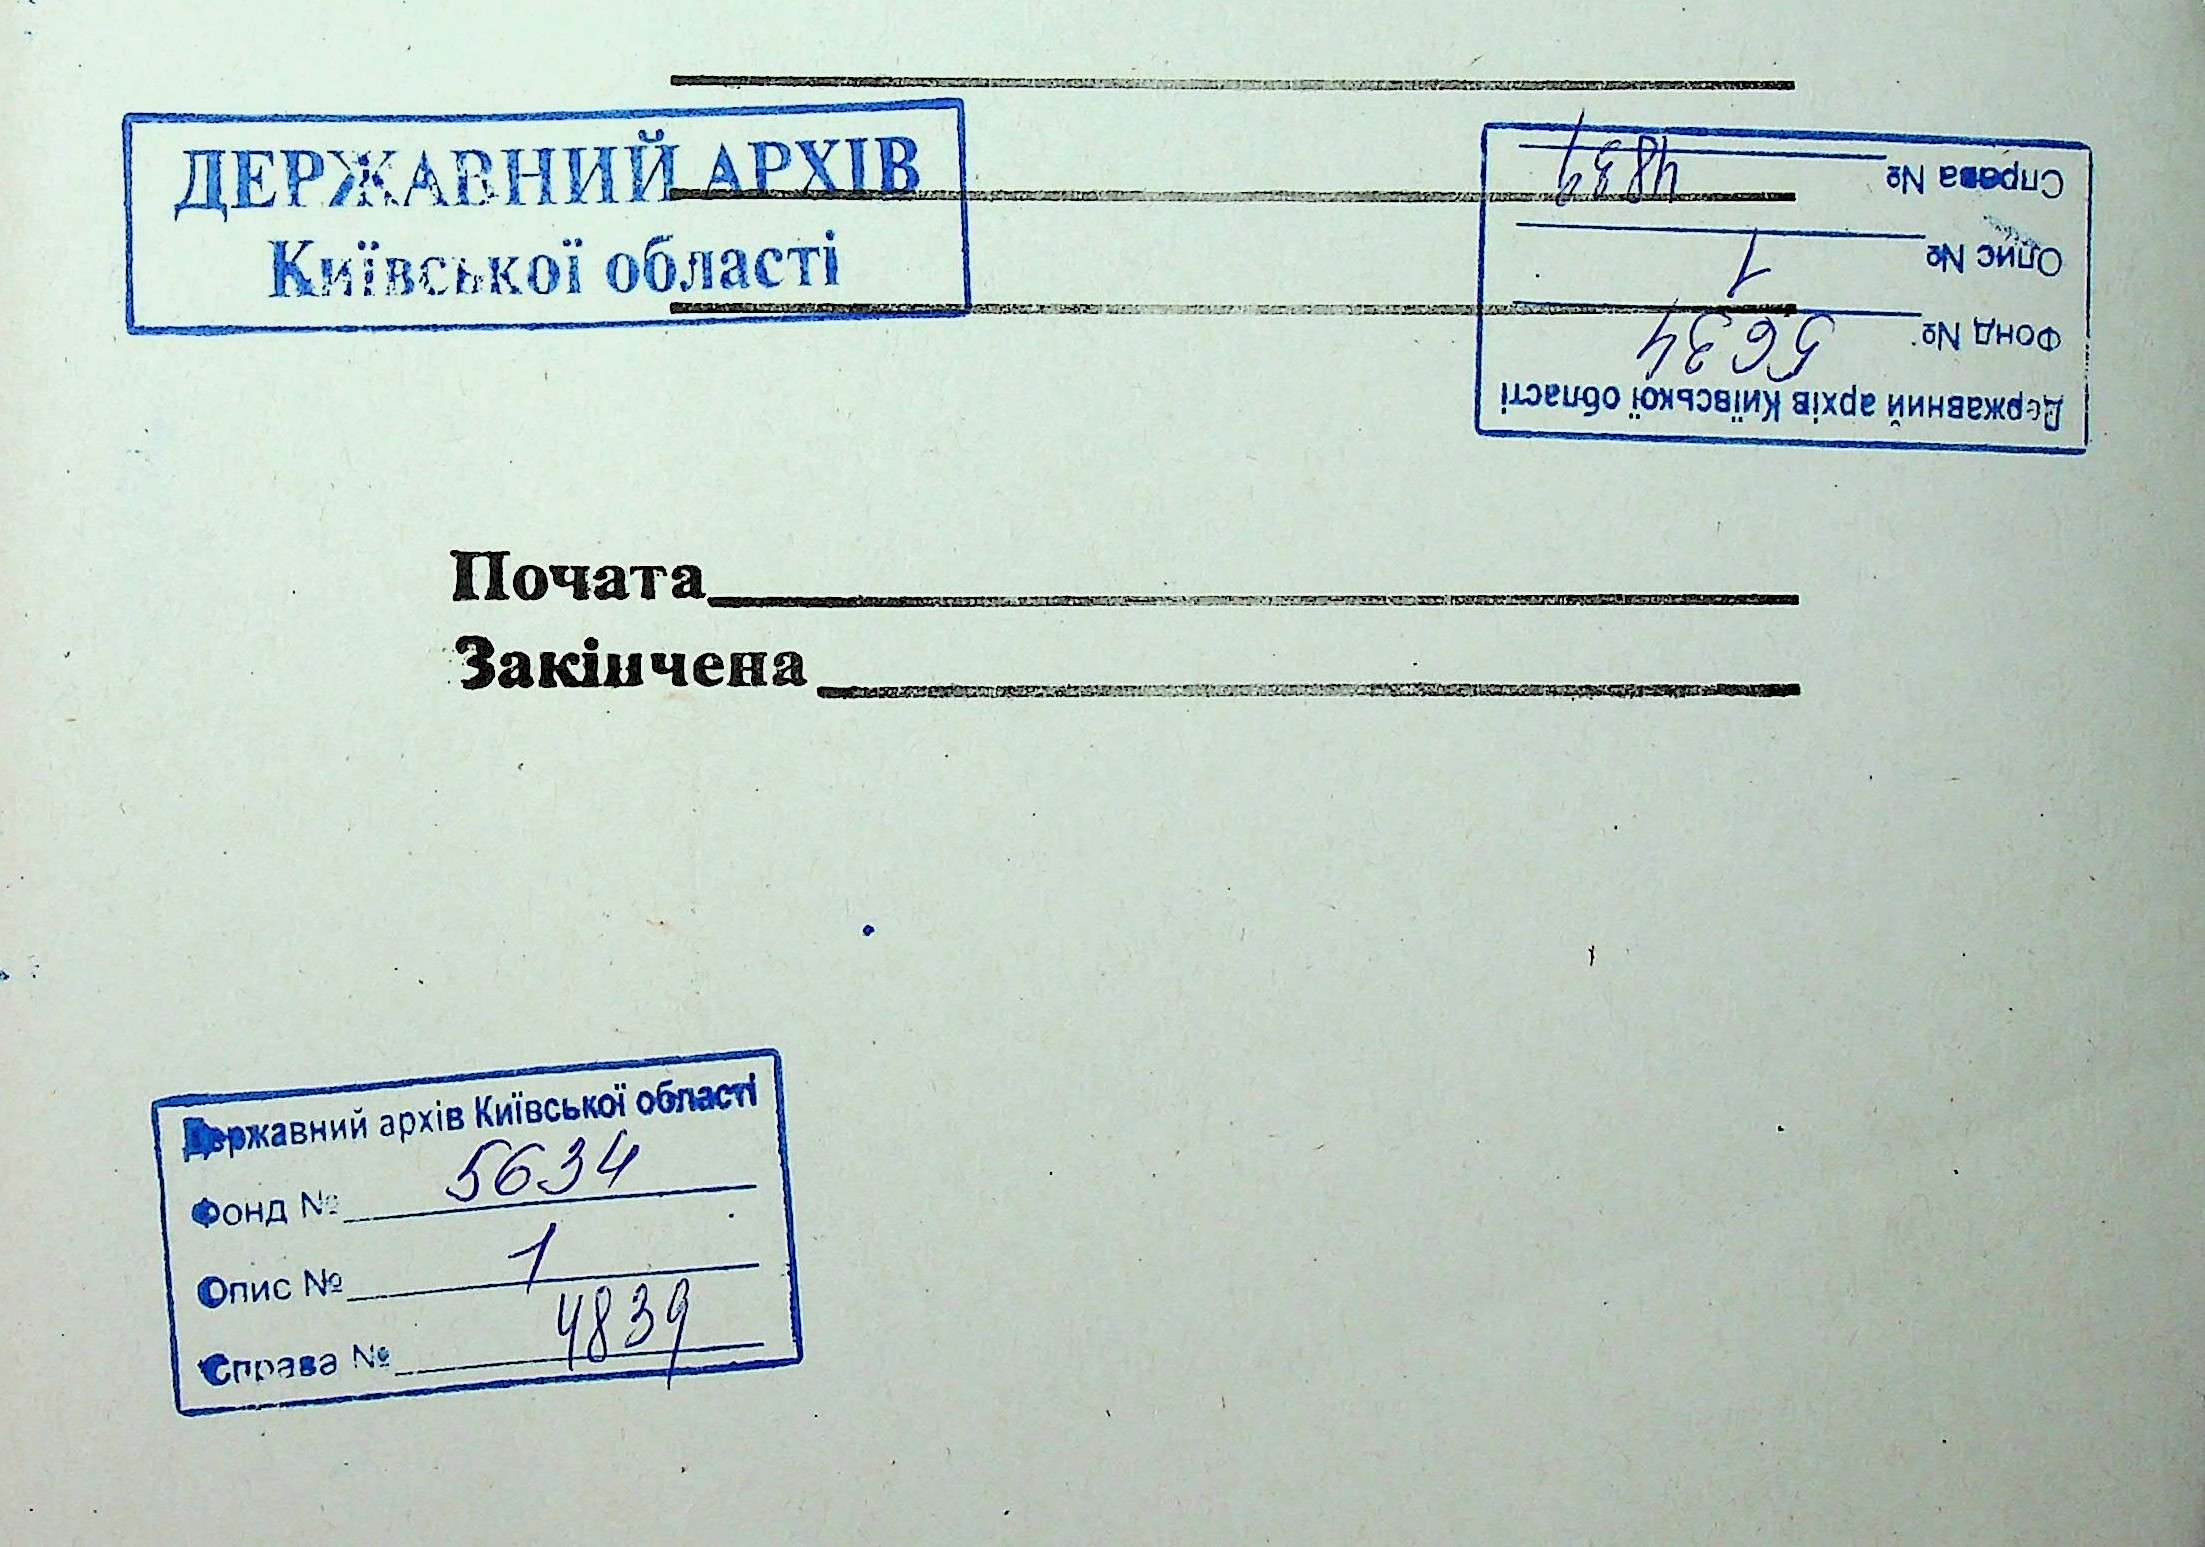 ДЕРЖАВНИЙ АРХІВ
Київської області
Державний архів Київської області
Фонд № 5634
Опис № 1
Справа № 4839
Почата
Закінчена
Державний архів Київської області
Фонд № 5634
Опис № 1
Справа № 4839